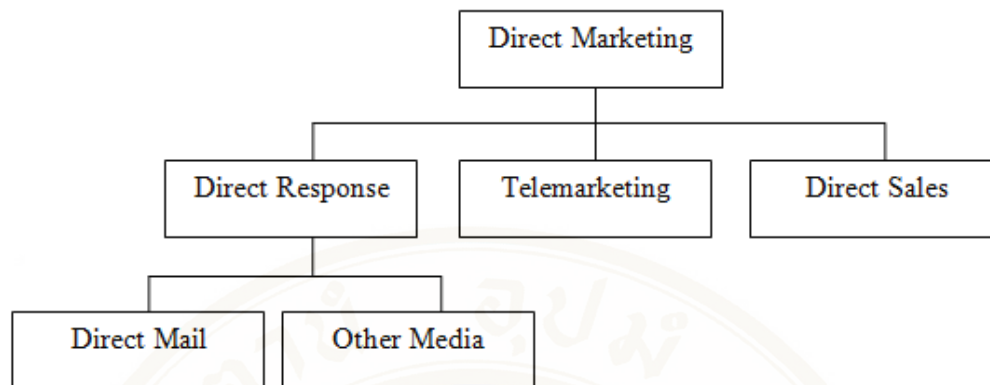 Direct Marketing
Direct Response
Telemarketing
Direct Sales
Direct Mail
Other Media